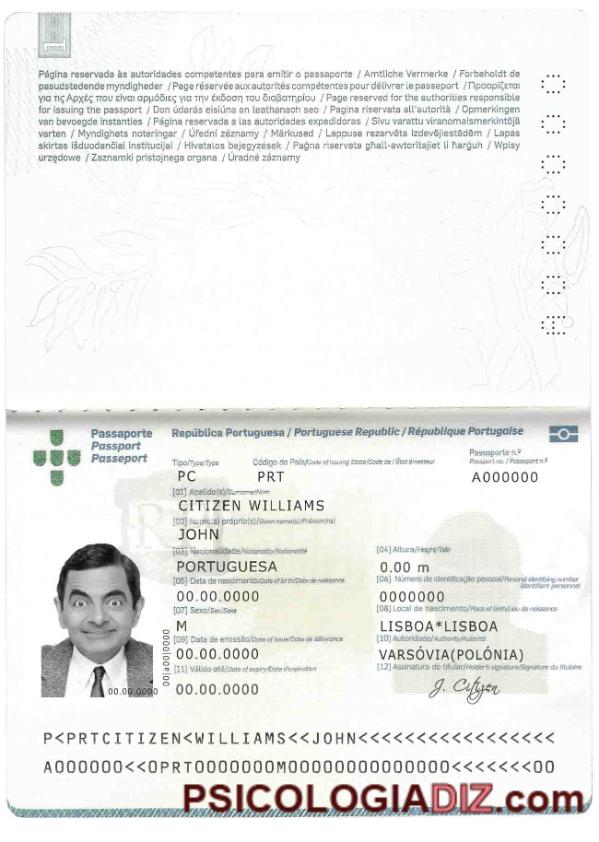 1
Página reservada às autoridades competentes para emitir o passaporte / Amtliche Vermerke / Forbeholdt de
pasudstedende myndigheder / Pege réservée aux autorités compétentes pour délivrer le passeport / Προορίζεται
για τις Αρχές που είναι αρμόδιες για την έκδοση του διαβατηρίου / Page reserved for the authorities responsible
for issuing the passport / Don údarás eisiúna an leathanach seo / Pagina riservata all'autorità / Opmerkingen
van bevoegde instanties / Página reservada a las autoridades expedidoras / Sivu varattu viranomaismerkintöjä
varten / Myndighets noteringar / Úřední záznamy / Märkused / Lappuse rezervēta izdevējiestādēm / Lapas
skirtas išduodančiai institucijai / Hivatalos bejegyzések / Paġna riservata għall-awtoritajiet li ħarġuh / Wpisy
urzędowe / Zaznamki pristojnega organa / Úradné záznamy
Passaporte
Passport
Passeport
República Portuguesa / Portuguese Republic / République Portugaise
Passaporte n.º
Passport no. / Passeport n.º
Tipo/Type/Type Código do País/Code of issuing State/Code de l'État émetteur
PC PRT A000000
[01] Apelido(s)/Surname/Nom
CITIZEN WILLIAMS
[02] Nome(s) próprio(s)/Given name(s)/Prénom(ns)
JOHN
[03] Nacionalidade/Nationality/Nationalité [04] Altura/Height/Taile
PORTUGUESA 0.00 m
[05] Data de nascimento/Date of birth/Date de naissance [06] Número de identificação pessoal/Personal identifying number
identifiant personnel
00.00.0000 0000000
[07] Sexo/Sex/Sexe [08] Local de nascimento/Place of birth/Lieu de naissance
M LISBOA*LISBOA
[09] Data de emissão/Date of issue/Date de délivrance [10] Autoridade/Authority/Autorité
00.00.0000 VARSÓVIA(POLÓNIA)
[11] Válido até/Date of expiry/Date d'expiration [12] Assinatura do titular/Holder's signature/Signature du titulaire
00.00.0000 J. Citizen
00.00.0000
P<PRTCITIZEN<WILLIAMS<<JOHN<<<<<<<<<<<<<<<<<
A000000<<0PRT0000000M00000000000000<<<<<<<00
PSICOLOGIADIZ.com